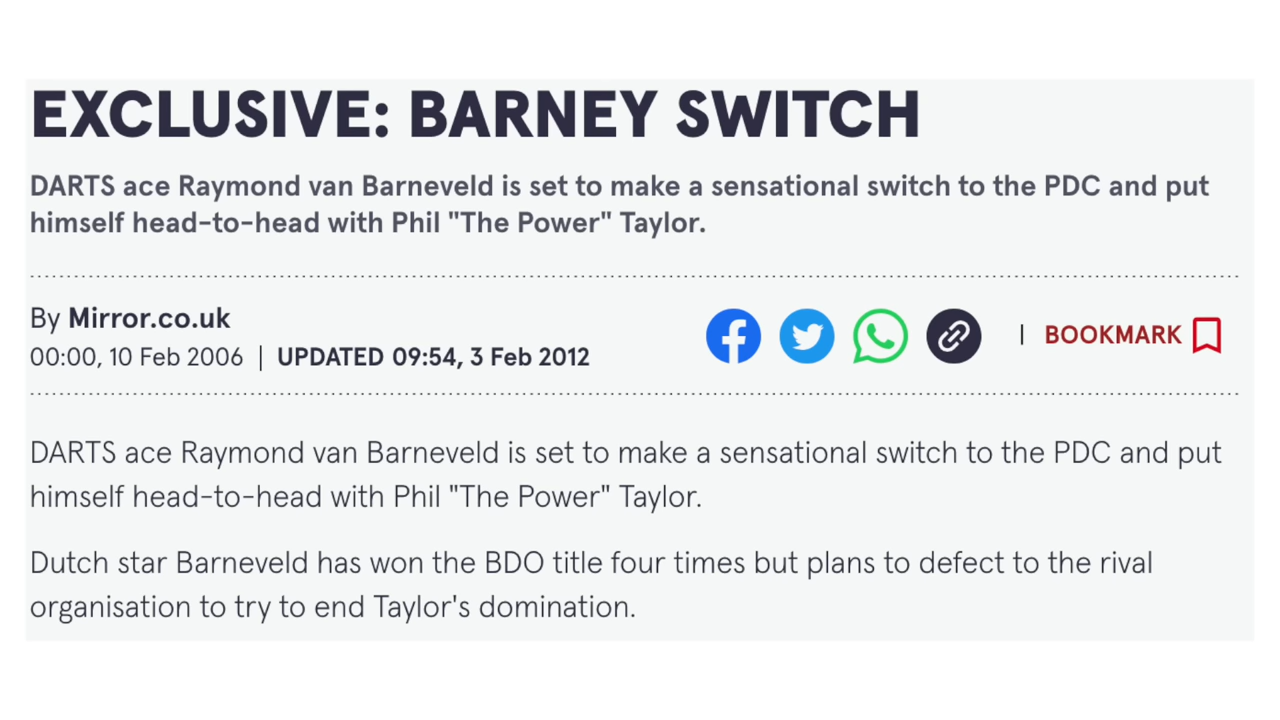 EXCLUSIVE: BARNEY SWITCH
DARTS ace Raymond van Barneveld is set to make a sensational switch to the PDC and put
himself head-to-head with Phil "The Power" Taylor.
By Mirror.co.uk
00:00, 10 Feb 2006 | UPDATED 09:54, 3 Feb 2012
| BOOKMARK
DARTS ace Raymond van Barneveld is set to make a sensational switch to the PDC and put
himself head-to-head with Phil "The Power" Taylor.
Dutch star Barneveld has won the BDO title four times but plans to defect to the rival
organisation to try to end Taylor's domination.